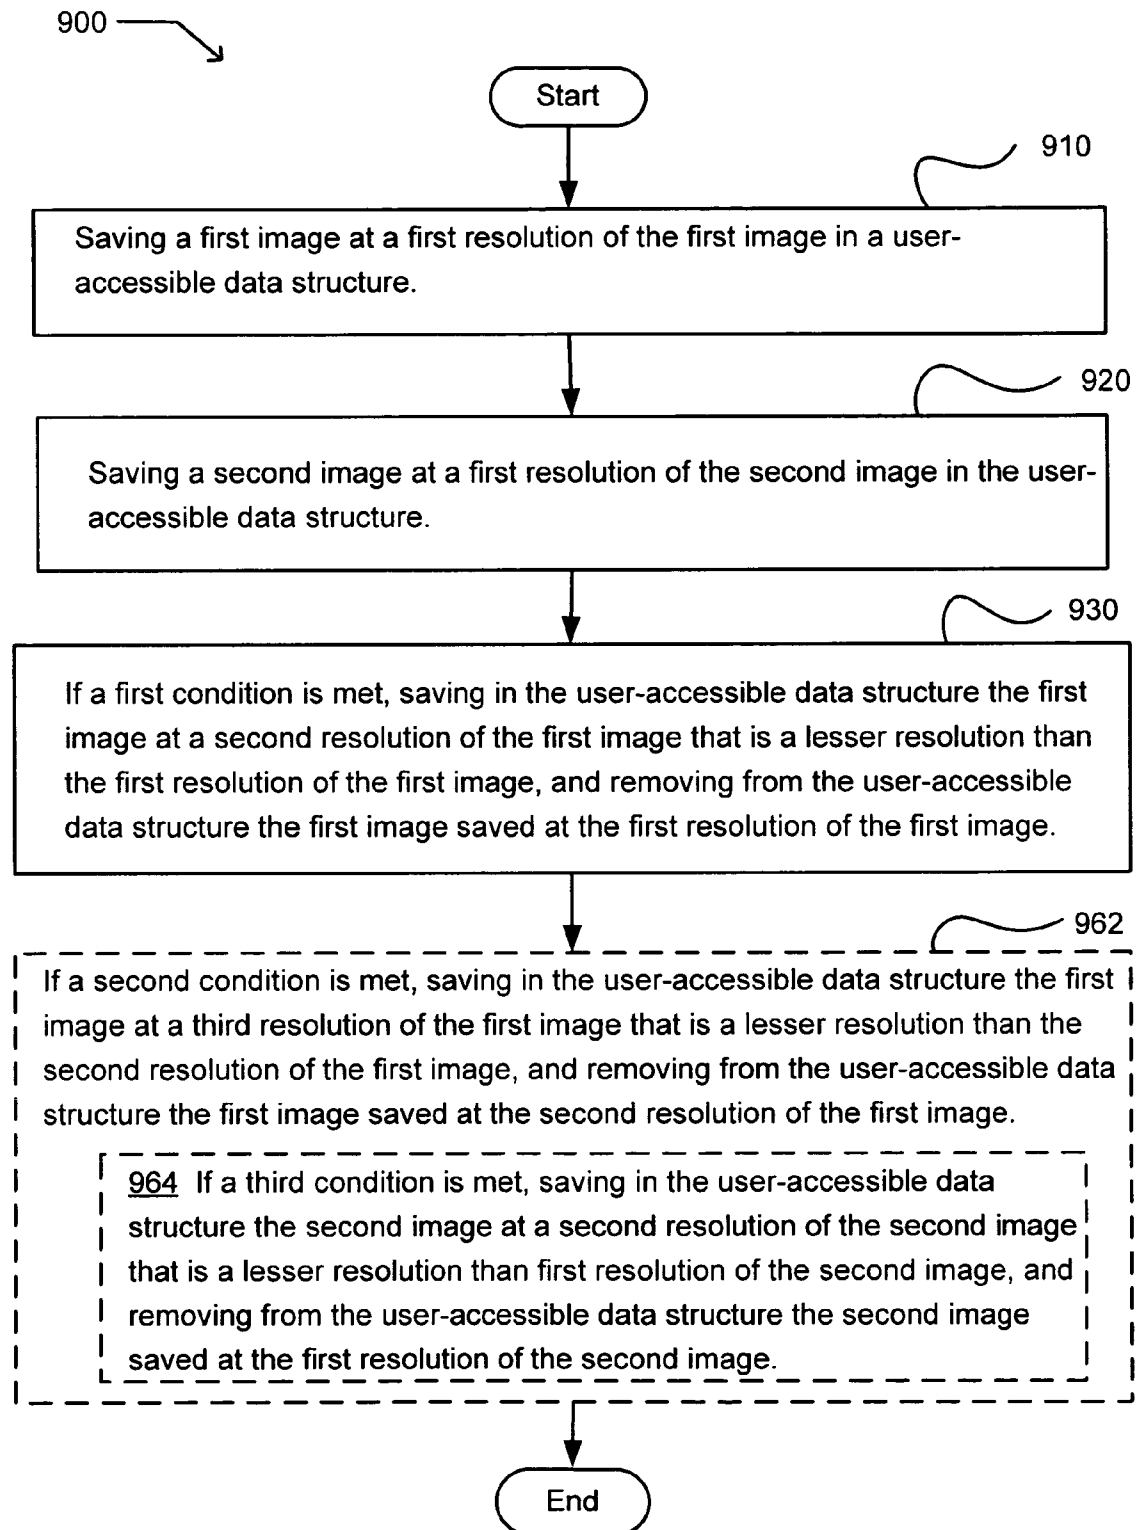 900
Start
910
Saving a first image at a first resolution of the first image in a user-
accessible data structure.
920
Saving a second image at a first resolution of the second image in the user-
accessible data structure.
930
If a first condition is met, saving in the user-accessible data structure the first
image at a second resolution of the first image that is a lesser resolution than
the first resolution of the first image, and removing from the user-accessible
data structure the first image saved at the first resolution of the first image.
962
If a second condition is met, saving in the user-accessible data structure the first
image at a third resolution of the first image that is a lesser resolution than the
second resolution of the first image, and removing from the user-accessible data
structure the first image saved at the second resolution of the first image.
964 If a third condition is met, saving in the user-accessible data
structure the second image at a second resolution of the second image
that is a lesser resolution than first resolution of the second image, and
removing from the user-accessible data structure the second image
saved at the first resolution of the second image.
End